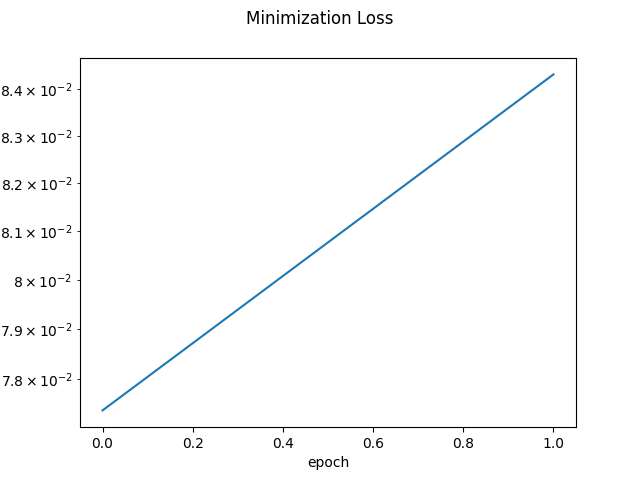 Minimization Loss
8.4 × 10⁻²
8.3 × 10⁻²
8.2 × 10⁻²
8.1 × 10⁻²
8 × 10⁻²
7.9 × 10⁻²
7.8 × 10⁻²
0.0 0.2 0.4 0.6 0.8 1.0
epoch